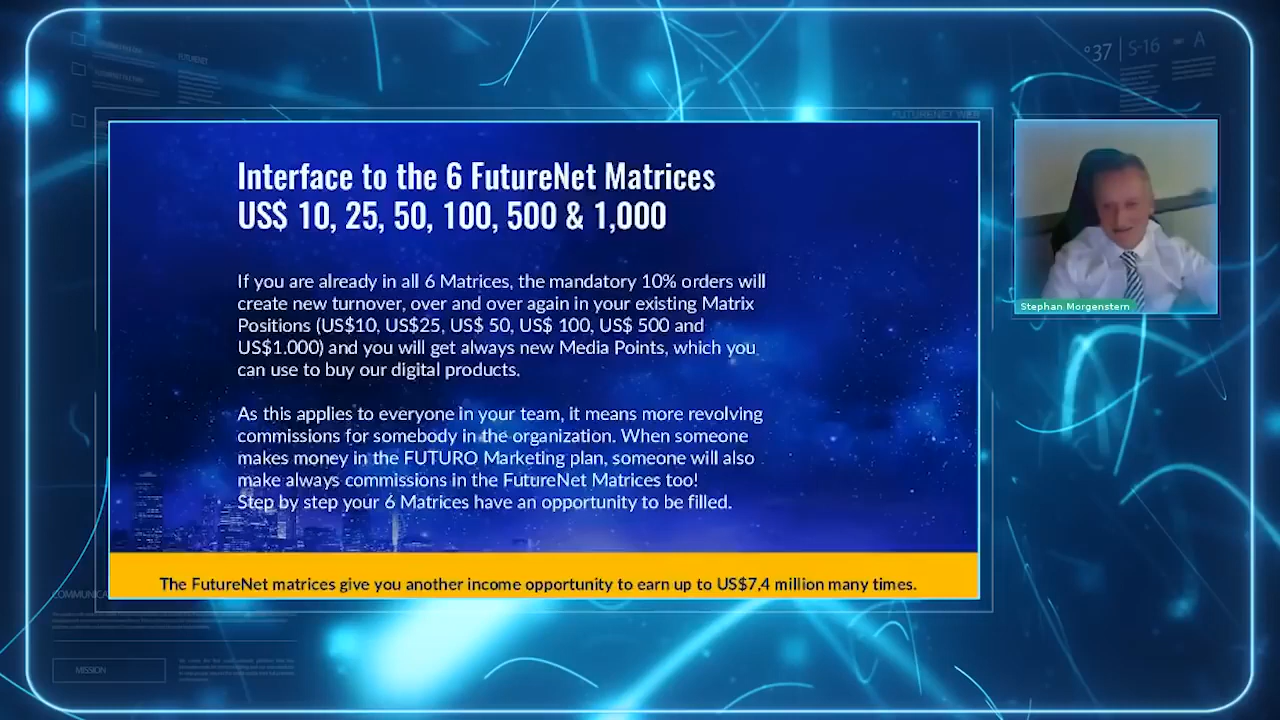 FUTURENET
°37 S-16 A
FUTURENET WEB
Interface to the 6 FutureNet Matrices
US$ 10, 25, 50, 100, 500 & 1,000
If you are already in all 6 Matrices, the mandatory 10% orders will
create new turnover, over and over again in your existing Matrix
Positions (US$10, US$25, US$ 50, US$ 100, US$ 500 and
US$1.000) and you will get always new Media Points, which you
can use to buy our digital products.
As this applies to everyone in your team, it means more revolving
commissions for somebody in the organization. When someone
makes money in the FUTURO Marketing plan, someone will also
make always commissions in the FutureNet Matrices too!
Step by step your 6 Matrices have an opportunity to be filled.
The FutureNet matrices give you another income opportunity to earn up to US$7,4 million many times.
Stephan Morgenstern
COMMUNICA
MISSION